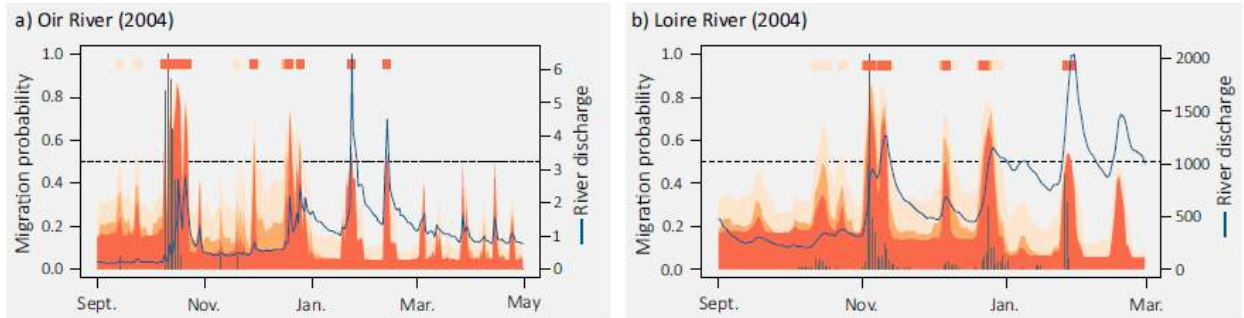 a) Oir River (2004)
Migration probability
1.0
0.8
0.6
0.4
0.2
0.0
6
5
4
3
2
1
0
River discharge
Sept.
Nov.
Jan.
Mar.
May
b) Loire River (2004)
Migration probability
1.0
0.8
0.6
0.4
0.2
0.0
2000
1500
1000
500
0
River discharge
Sept.
Nov.
Jan.
Mar.